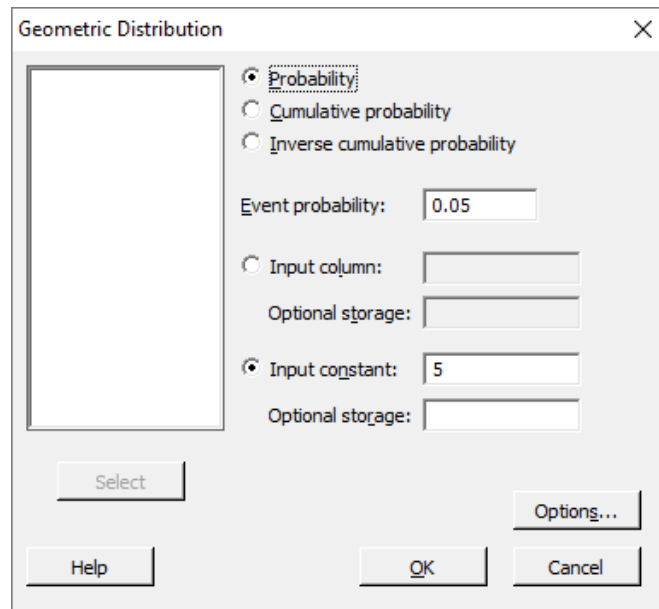 Geometric Distribution
Probability
Cumulative probability
Inverse cumulative probability
Event probability: 0.05
Input column:
Optional storage:
Input constant: 5
Optional storage:
Select
Options...
Help OK Cancel